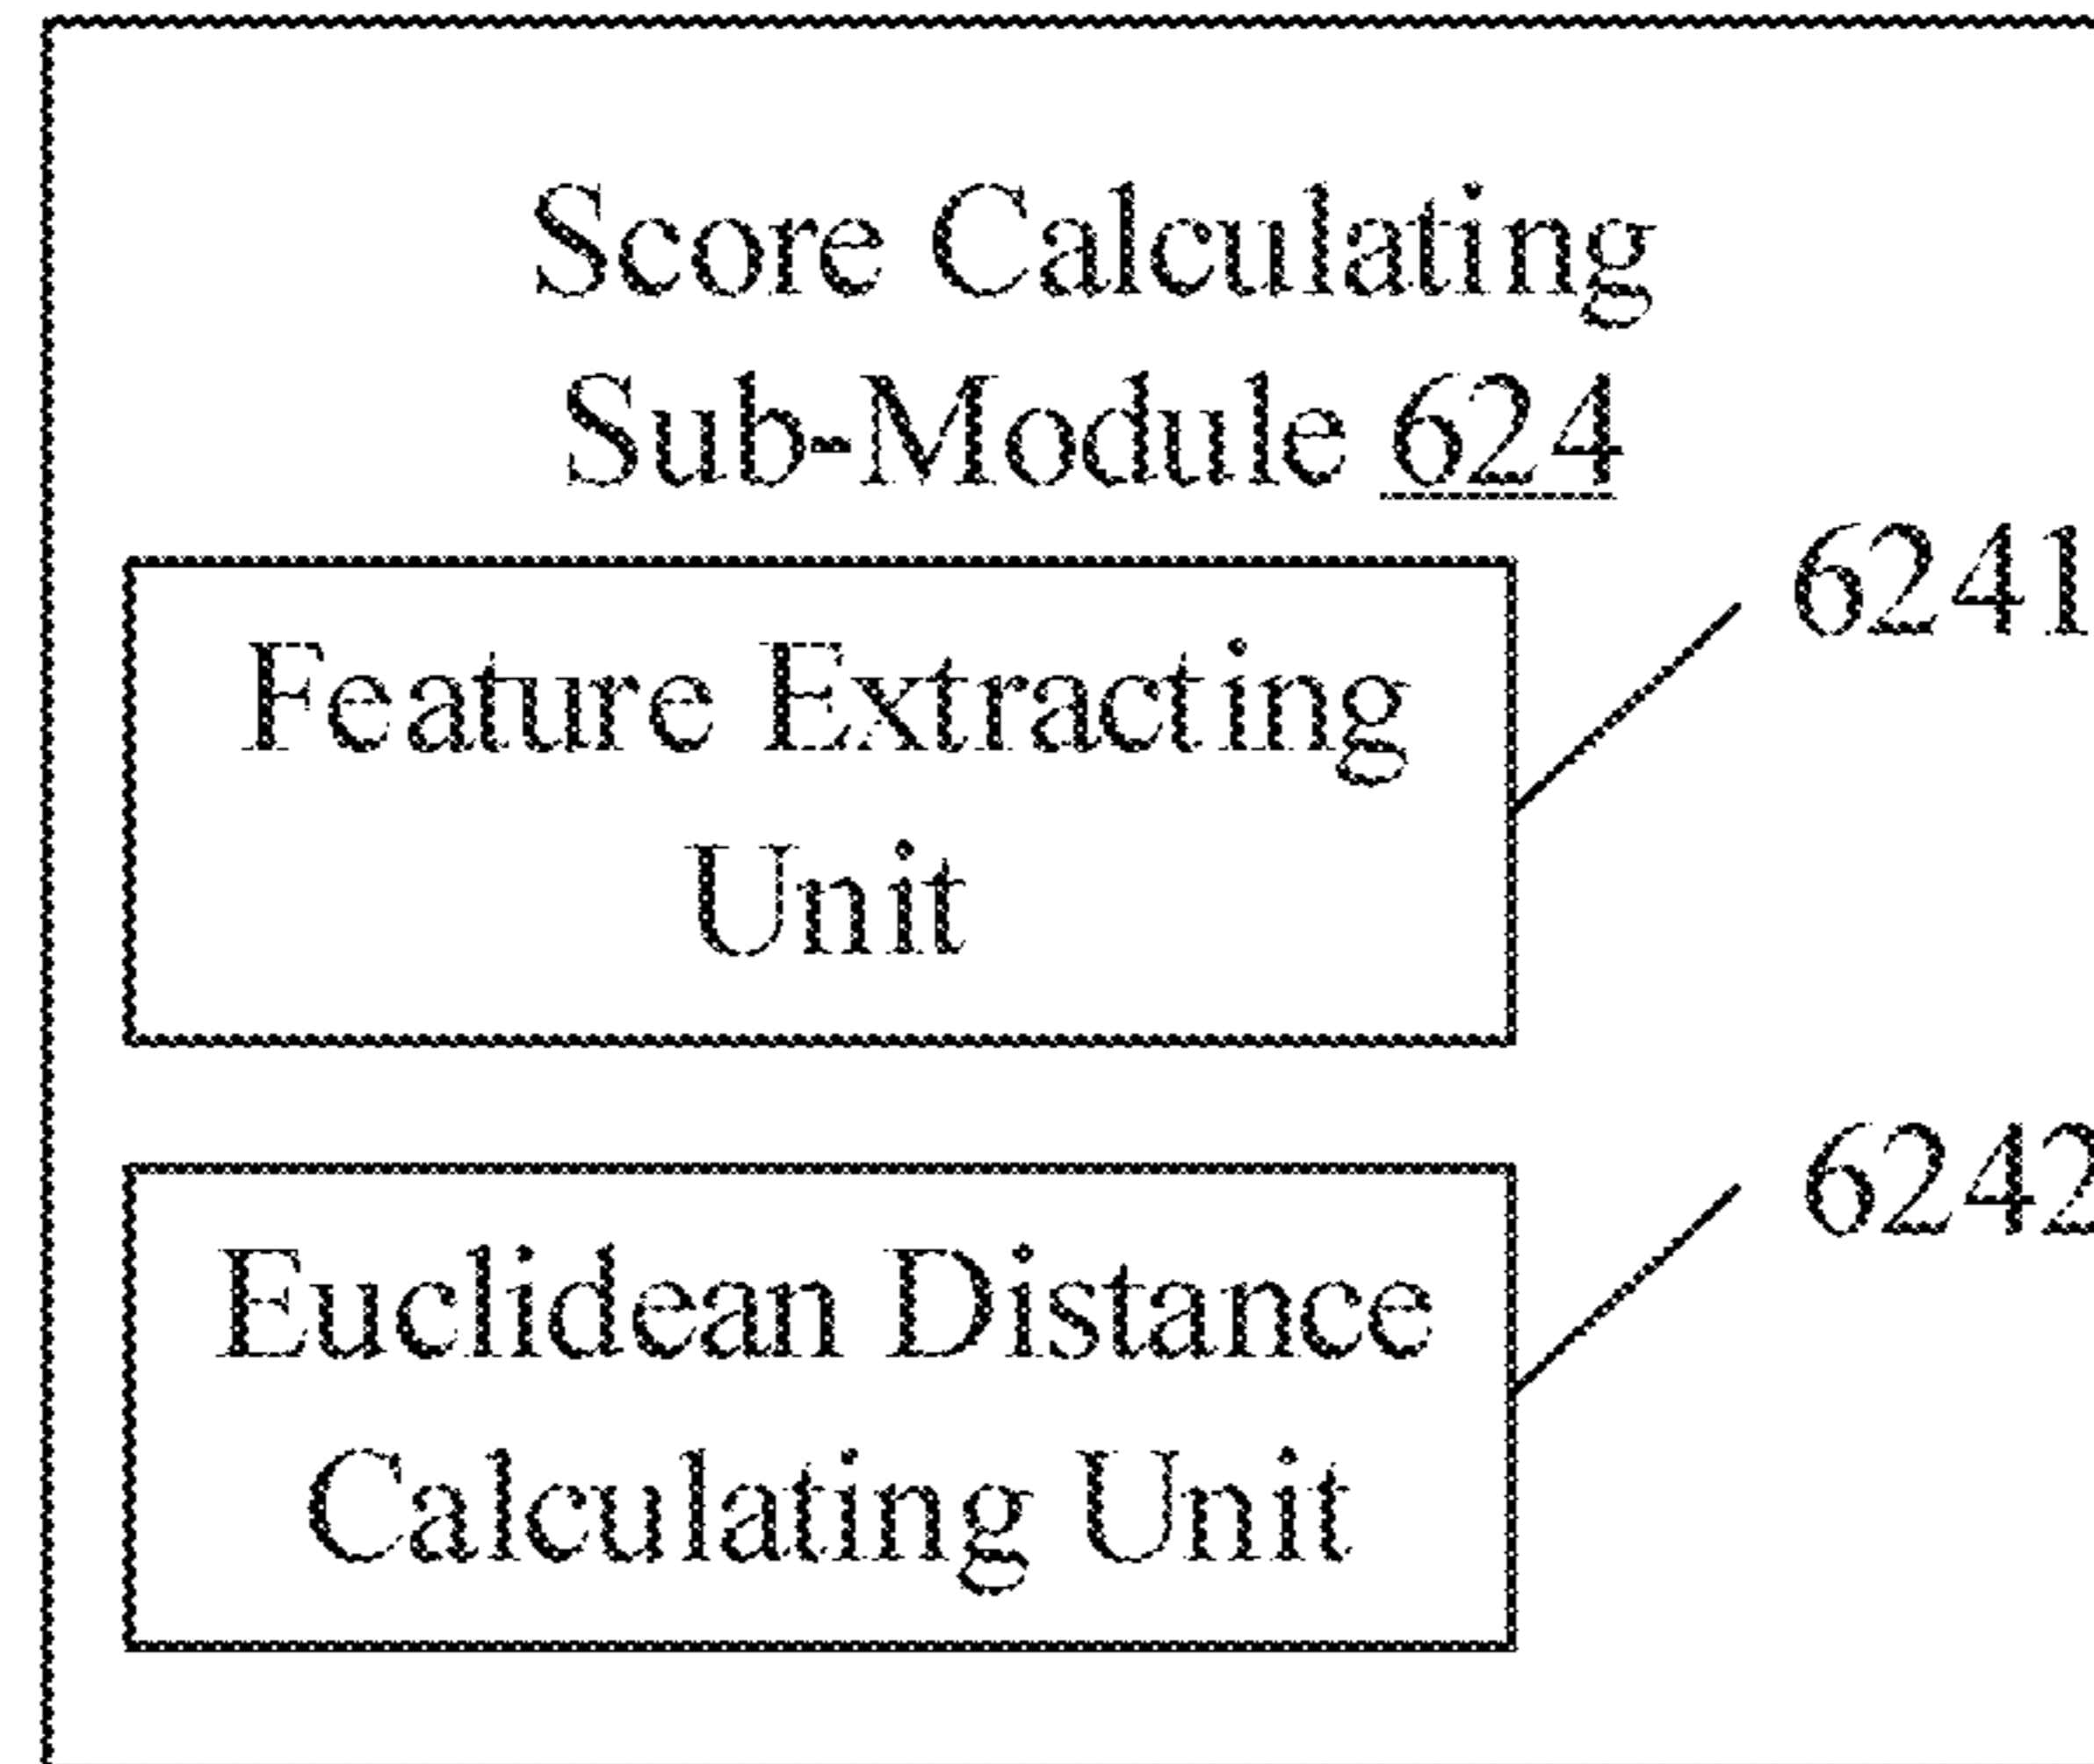 Score Calculating
Sub-Module 624
6241
Feature Extracting
Unit
6242
Euclidean Distance
Calculating Unit